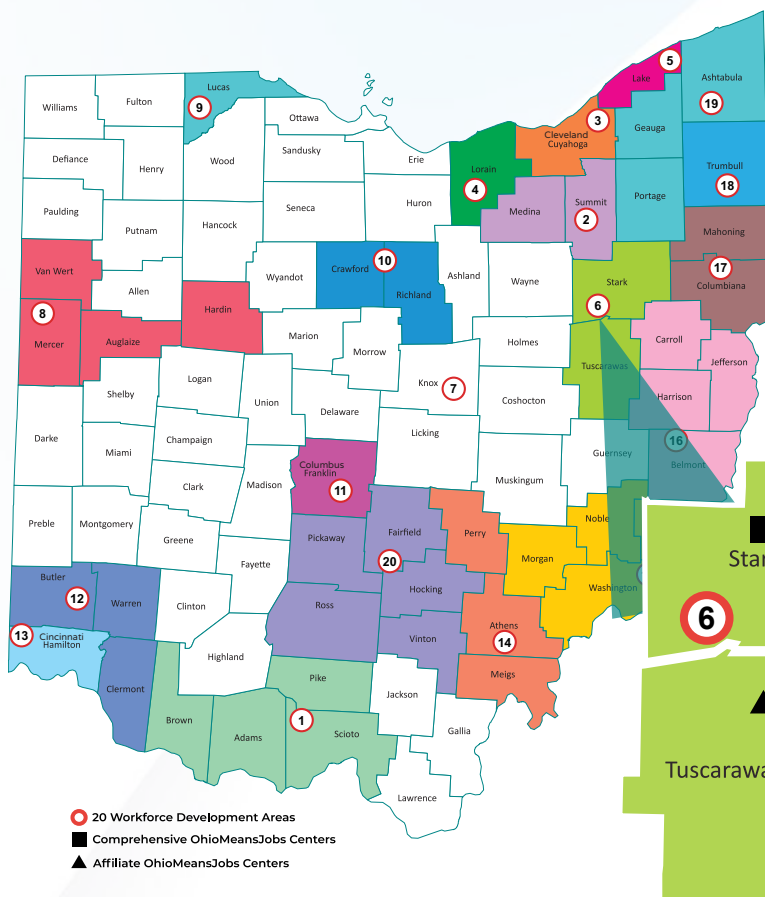 5
Lake
Ashtabula
Lucas
Williams
Fulton
9
19
Ottawa
3
Cleveland
Cuyahoga
Geauga
Defiance
Henry
Wood
Sandusky
Erie
Lorain
4
Trumbull
18
Paulding
Putnam
Hancock
Seneca
Huron
Medina
Summit
2
Portage
Mahoning
Van Wert
Allen
Wyandot
Crawford
10
Richland
Ashland
Wayne
Stark
17
Columbiana
8
Mercer
Auglaize
Hardin
Marion
Morrow
Holmes
6
Tuscarawas
Carroll
Jefferson
Shelby
Logan
Union
Delaware
Knox
7
Coshocton
Harrison
Darke
Miami
Champaign
Licking
Guernsey
16
Belmont
Clark
Madison
Columbus
Franklin
11
Muskingum
Preble
Montgomery
Greene
Pickaway
Fairfield
Perry
Noble
Morgan
Fayette
20
Star
Butler
12
Warren
Clinton
Ross
Hocking
Washington
6
13
Cincinnati
Hamilton
Vinton
Athens
14
Highland
Clermont
Pike
Jackson
Meigs
Brown
Adams
1
Scioto
Gallia
Tuscarawa
Lawrence
20 Workforce Development Areas
Comprehensive OhioMeansJobs Centers
Affiliate OhioMeansJobs Centers